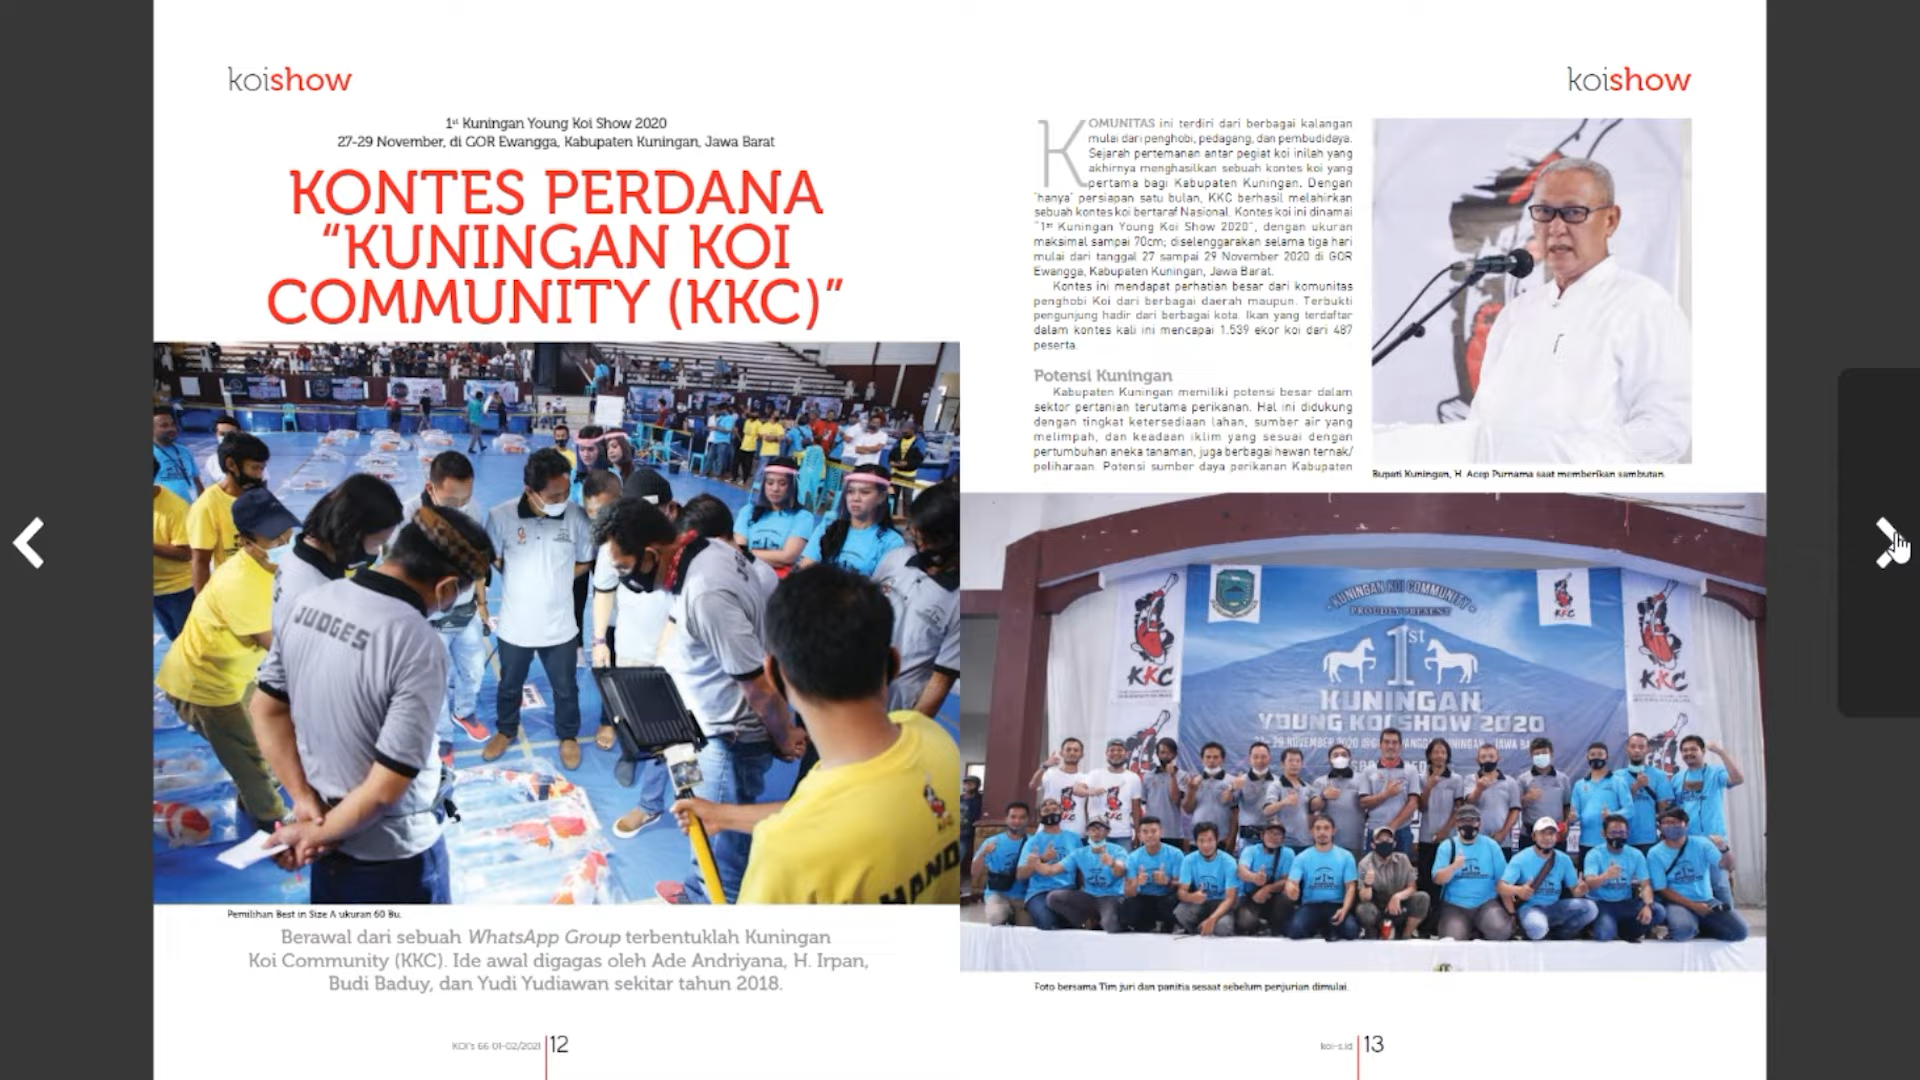 koishow
1st Kuningan Young Koi Show 2020
27-29 November, di GOR Ewangga, Kabupaten Kuningan, Jawa Barat
KONTES PERDANA
“KUNINGAN KOI
COMMUNITY (KKC)”
JUDGES
HAND
Pemilihan Best in Size A ukuran 60 Bu.
Berawal dari sebuah WhatsApp Group terbentuklah Kuningan
Koi Community (KKC). Ide awal digagas oleh Ade Andriyana, H. Irpan,
Budi Baduy, dan Yudi Yudiawan sekitar tahun 2018.
KOI's 66 01-02/2021 12
koishow
KOMUNITAS ini terdiri dari berbagai kalangan
mulai dari penghobi, pedagang, dan pembudidaya.
Sejarah pertemanan antar pegiat koi inilah yang
akhirnya menghasilkan sebuah kontes koi yang
pertama bagi Kabupaten Kuningan. Dengan
'hanya' persiapan satu bulan, KKC berhasil melahirkan
sebuah kontes koi bertaraf Nasional. Kontes koi ini dinamai
“1st Kuningan Young Koi Show 2020”, dengan ukuran
maksimal sampai 70cm; diselenggarakan selama tiga hari
mulai dari tanggal 27 sampai 29 November 2020 di GOR
Ewangga, Kabupaten Kuningan, Jawa Barat.
Kontes ini mendapat perhatian besar dari komunitas
penghobi Koi dari berbagai daerah maupun. Terbukti
pengunjung hadir dari berbagai kota. Ikan yang terdaftar
dalam kontes kali ini mencapai 1.539 ekor koi dari 487
peserta.
Potensi Kuningan
Kabupaten Kuningan memiliki potensi besar dalam
sektor pertanian terutama perikanan. Hal ini didukung
dengan tingkat ketersediaan lahan, sumber air yang
melimpah, dan keadaan iklim yang sesuai dengan
pertumbuhan aneka tanaman, juga berbagai hewan ternak/
peliharaan. Potensi sumber daya perikanan Kabupaten
Bupati Kuningan, H. Acep Purnama saat memberikan sambutan.
KUNINGAN KOI COMMUNITY
PROUDLY PRESENT
1st
KUNINGAN
YOUNG KOI SHOW 2020
KKC
KKC
KKC
Foto bersama Tim juri dan panitia sesaat sebelum penjurian dimulai.
koi-s.id 13